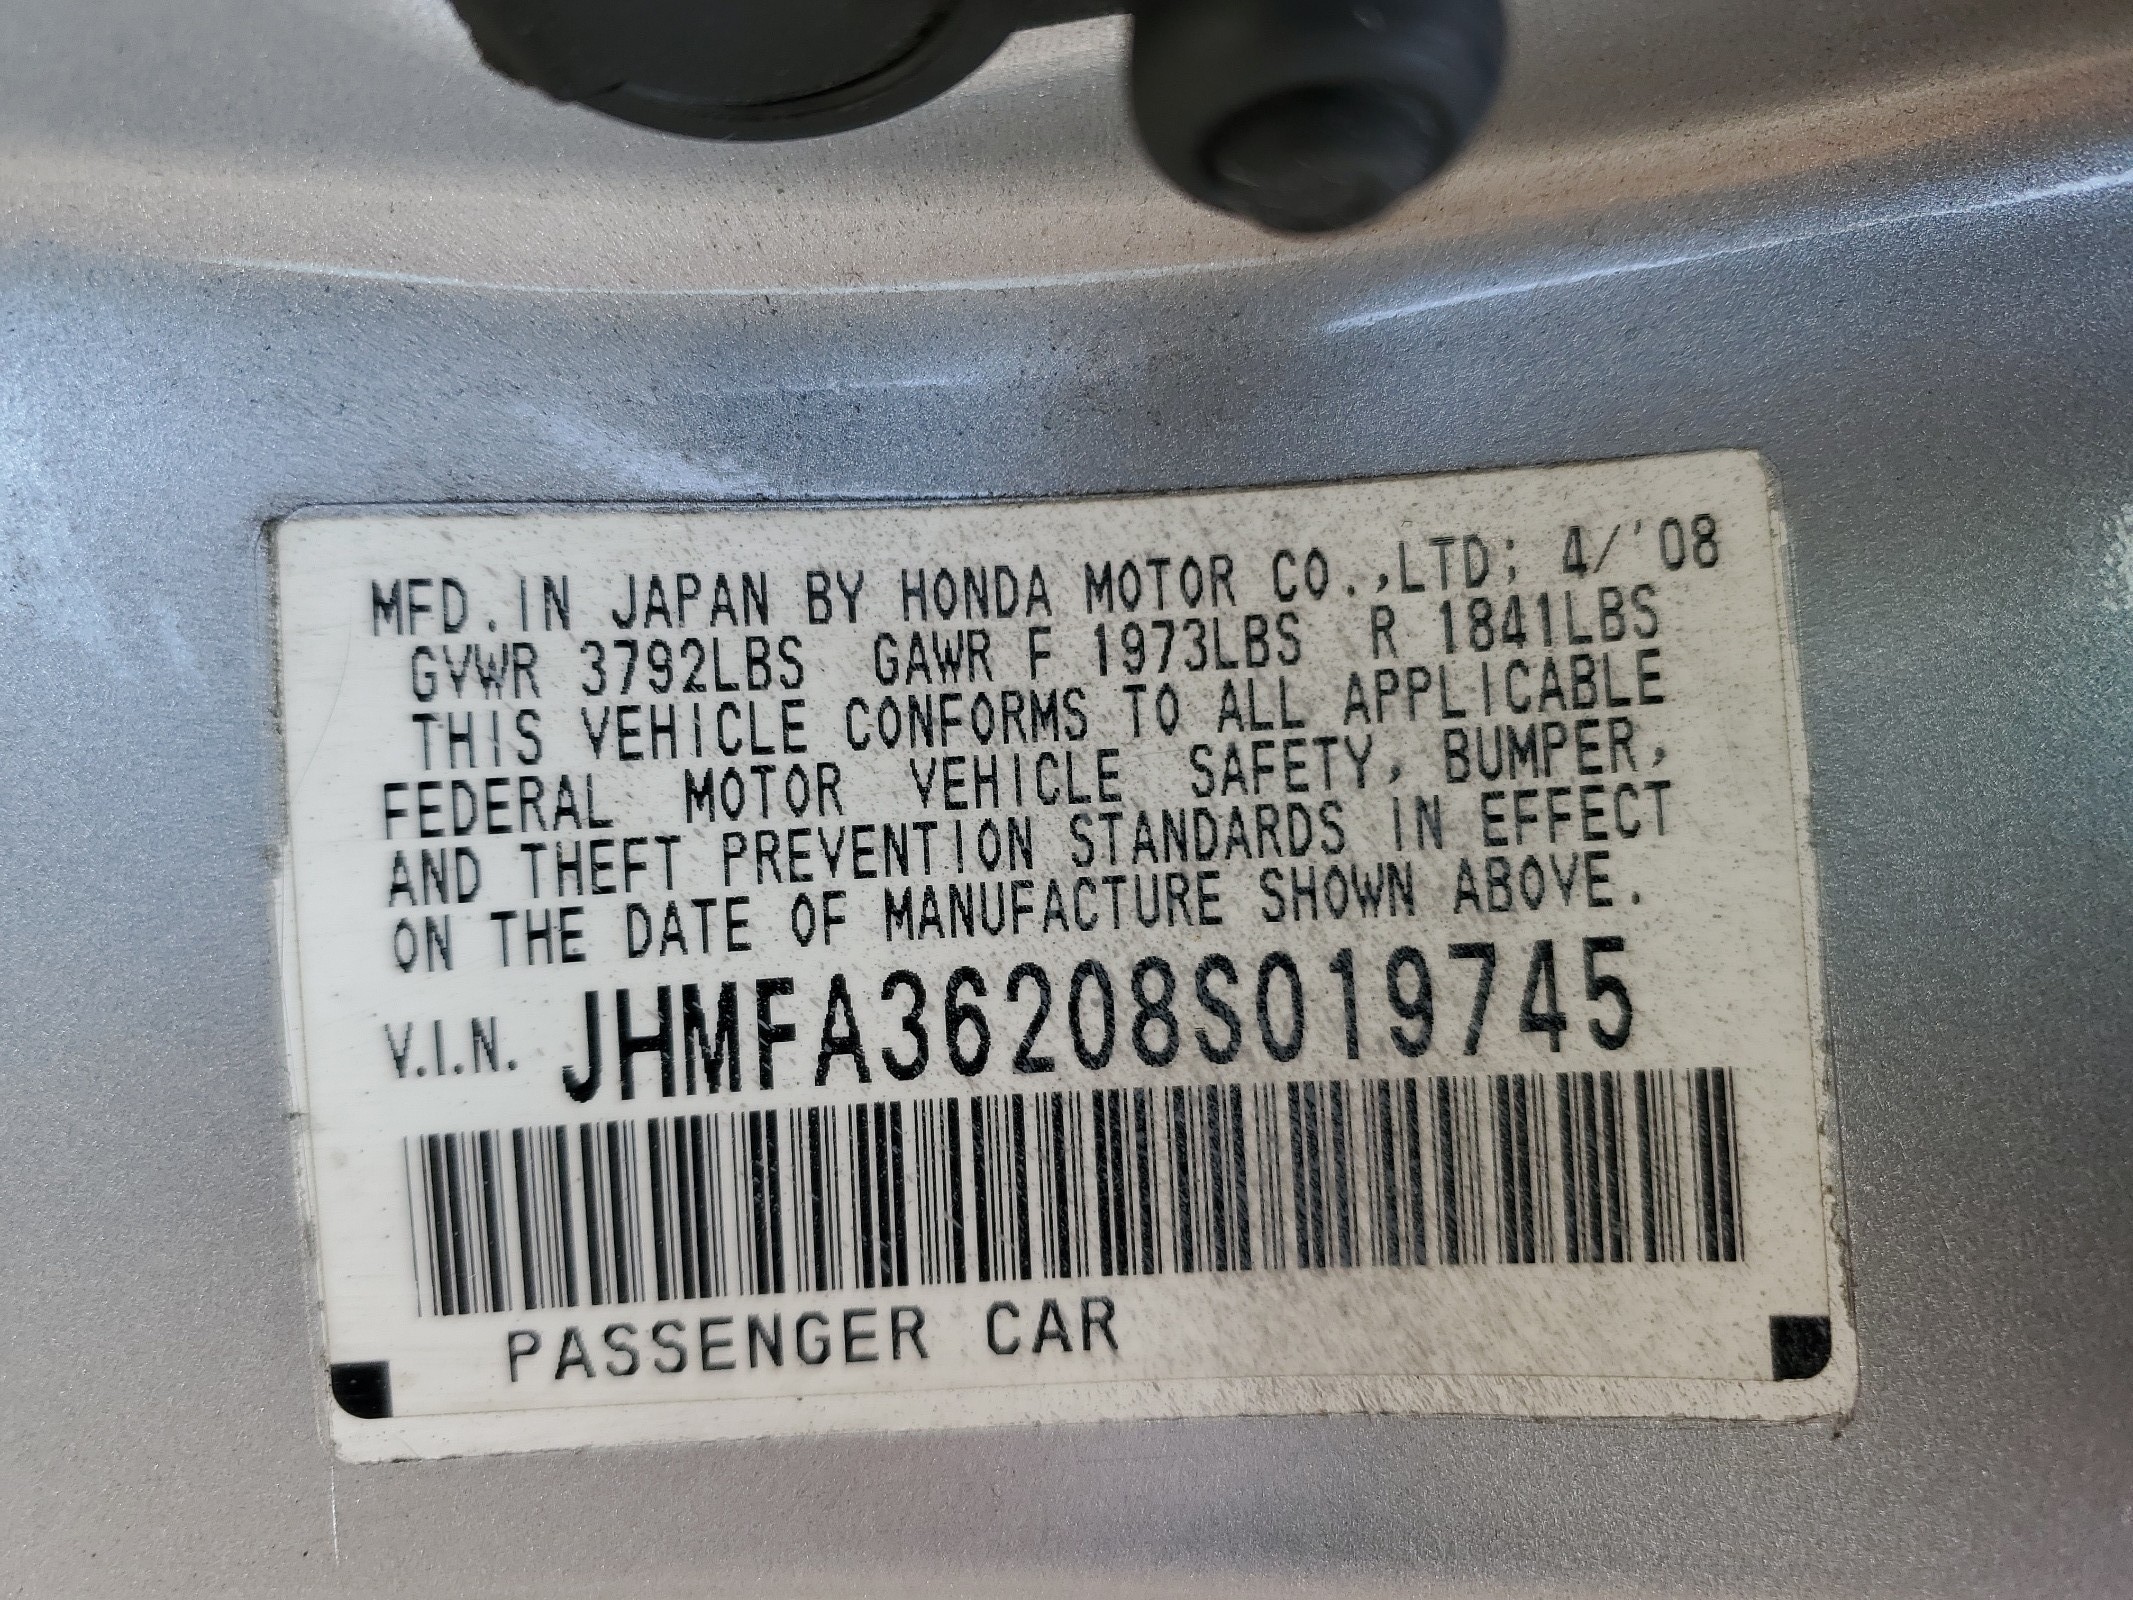 MFD. IN JAPAN BY HONDA MOTOR CO.,LTD; 4/'08
GVWR 3792LBS GAWR F 1973LBS R 1841LBS
THIS VEHICLE CONFORMS TO ALL APPLICABLE
FEDERAL MOTOR VEHICLE SAFETY, BUMPER,
AND THEFT PREVENTION STANDARDS IN EFFECT
ON THE DATE OF MANUFACTURE SHOWN ABOVE.
V.I.N. JHMFA36208S019745
PASSENGER CAR